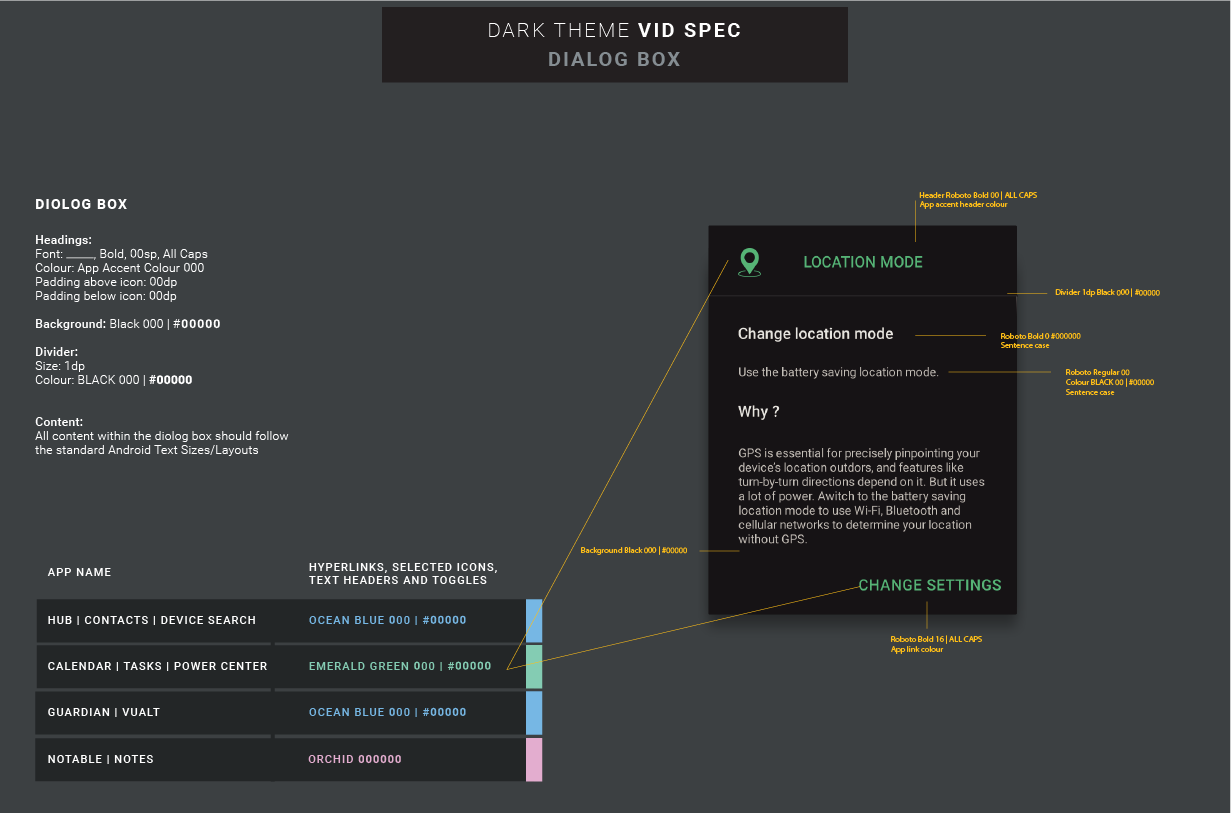 DARK THEME VID SPEC
DIALOG BOX
DIOLOG BOX
Headings:
Font: _____, Bold, 00sp, All Caps
Colour: App Accent Colour 000
Padding above icon: 00dp
Padding below icon: 00dp
Background: Black 000 | #00000
Divider:
Size: 1dp
Colour: BLACK 000 | #00000
Content:
All content within the diolog box should follow
the standard Android Text Sizes/Layouts
APP NAME
HYPERLINKS, SELECTED ICONS,
TEXT HEADERS AND TOGGLES
HUB | CONTACTS | DEVICE SEARCH
OCEAN BLUE 000 | #00000
CALENDAR | TASKS | POWER CENTER
EMERALD GREEN 000 | #00000
GUARDIAN | VUALT
OCEAN BLUE 000 | #00000
NOTABLE | NOTES
ORCHID 000000
Header Roboto Bold 00 | ALL CAPS
App accent header colour
LOCATION MODE
Divider 1dp Black 000 | #00000
Change location mode
Roboto Bold 0 #000000
Sentence case
Use the battery saving location mode.
Roboto Regular 00
Colour BLACK 00 | #00000
Sentence case
Why ?
GPS is essential for precisely pinpointing your
device's location outdors, and features like
turn-by-turn directions depend on it. But it uses
a lot of power. Awitch to the battery saving
location mode to use Wi-Fi, Bluetooth and
cellular networks to determine your location
without GPS.
Background Black 000 | #00000
CHANGE SETTINGS
Roboto Bold 16 | ALL CAPS
App link colour